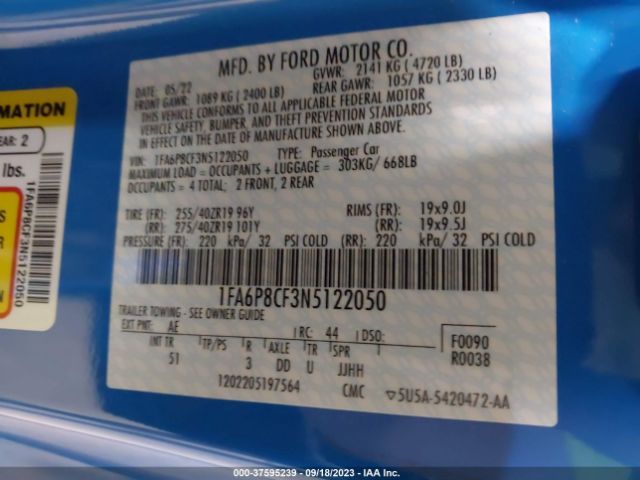 MFD. BY FORD MOTOR CO.
DATE: 05/22 GVWR: 2141 KG ( 4720 LB)
FRONT GAWR: 1089 KG ( 2400 LB) REAR GAWR: 1057 KG ( 2330 LB)
THIS VEHICLE CONFORMS TO ALL APPLICABLE FEDERAL MOTOR
VEHICLE SAFETY, BUMPER, AND THEFT PREVENTION STANDARDS
IN EFFECT ON THE DATE OF MANUFACTURE SHOWN ABOVE.
VIN: 1FA6P8CF3N5122050 TYPE: Passenger Car
MAXIMUM LOAD = OCCUPANTS + LUGGAGE = 303KG/ 668LB
OCCUPANTS = 4 TOTAL: 2 FRONT, 2 REAR
TIRE (FR): 255/40ZR19 96Y RIMS (FR): 19x9.0J
(RR): 275/40ZR19 101Y (RR): 19x9.5J
PRESSURE (FR): 220 kPa/ 32 PSI COLD (RR): 220 kPa/ 32 PSI COLD
1FA6P8CF3N5122050
TRAILER TOWING - SEE OWNER GUIDE
EXT PNT: AE RC: 44 DSO: F0090
INT TR TP/PS R AXLE TR SPR R0038
51 3 DD U JJHH
1202205197564 CMC 5U5A-5420472-AA
RMATION
EAR: 2
lbs.
1FA6P8CF3N5122050
000-37595239 - 09/18/2023 - IAA Inc.